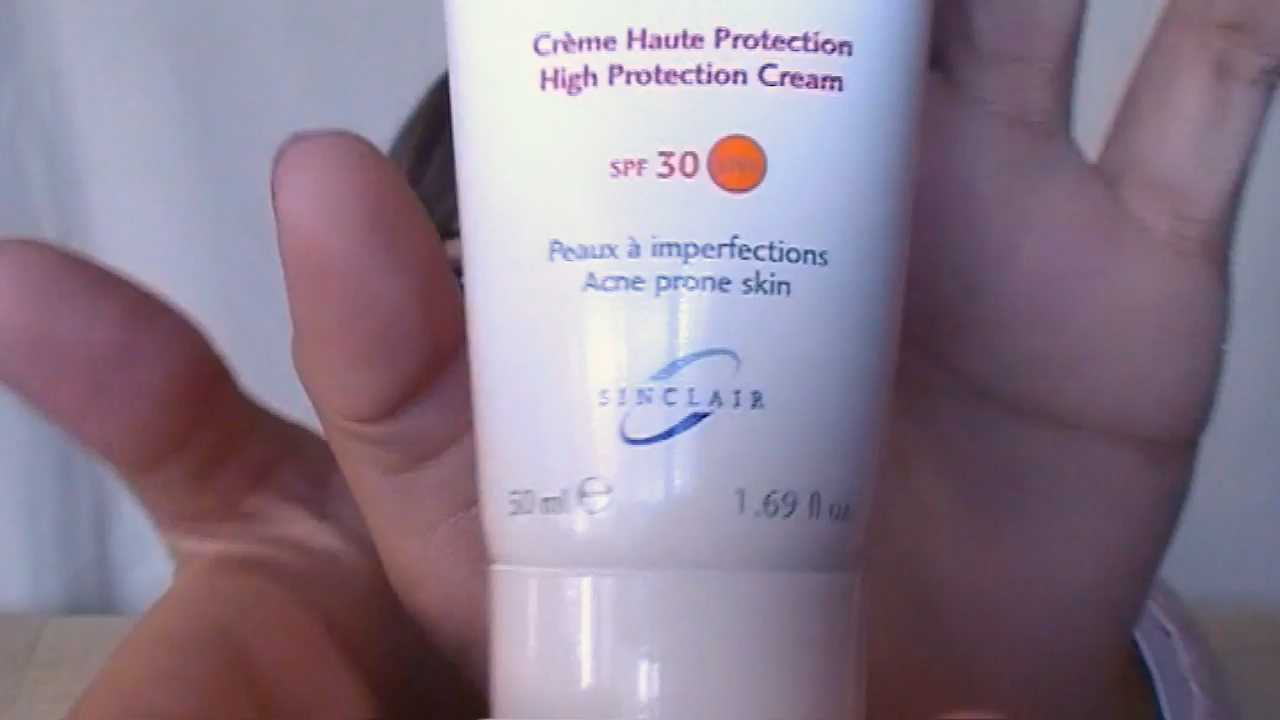 Crème Haute Protection
High Protection Cream
SPF 30
Peaux à imperfections
Acne prone skin
SINCLAIR
50 ml e
1.69 fl oz